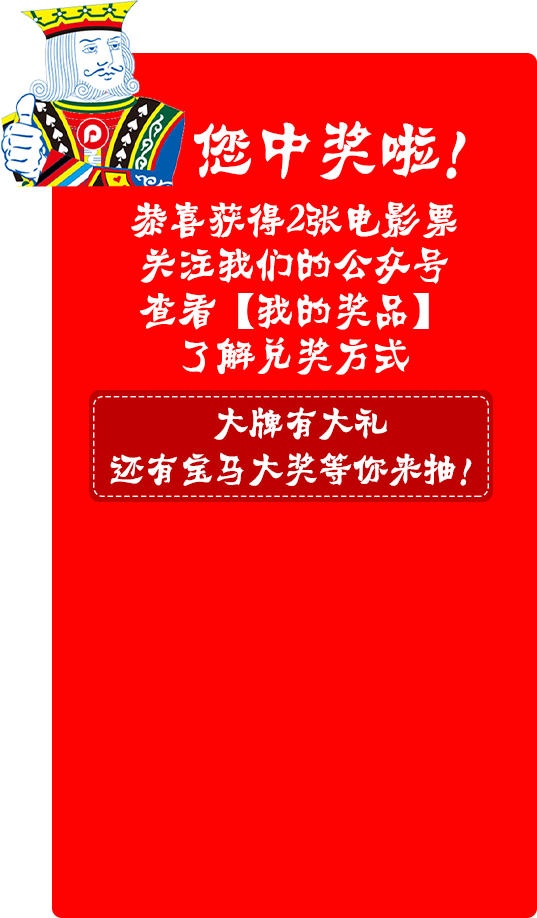 您中奖啦!
恭喜获得2张电影票
关注我们的公众号
查看【我的奖品】
了解兑奖方式
大牌有大礼
还有宝马大奖等你来抽!